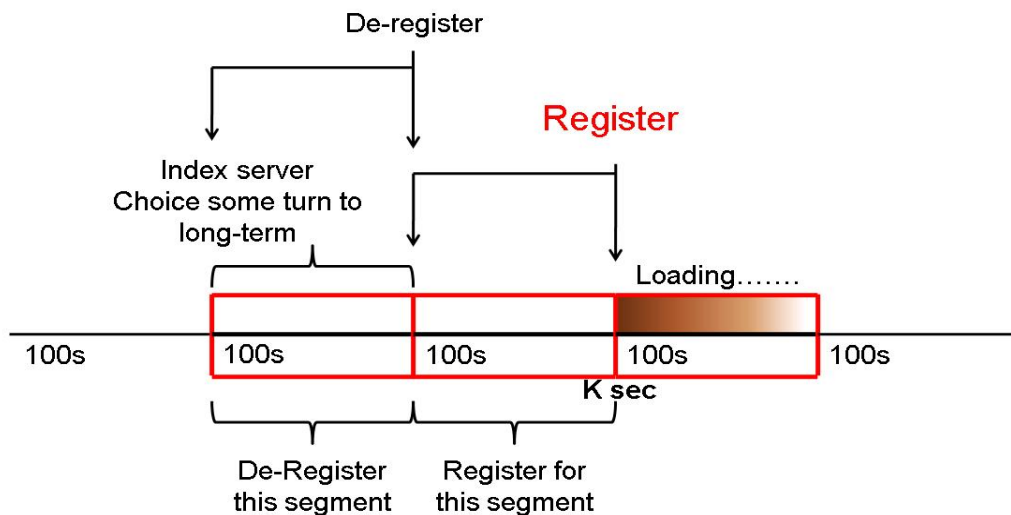 De-register
Register
Index server
Choice some turn to
long-term
Loading.......
100s
100s
100s
100s
100s
K sec
De-Register
this segment
Register for
this segment